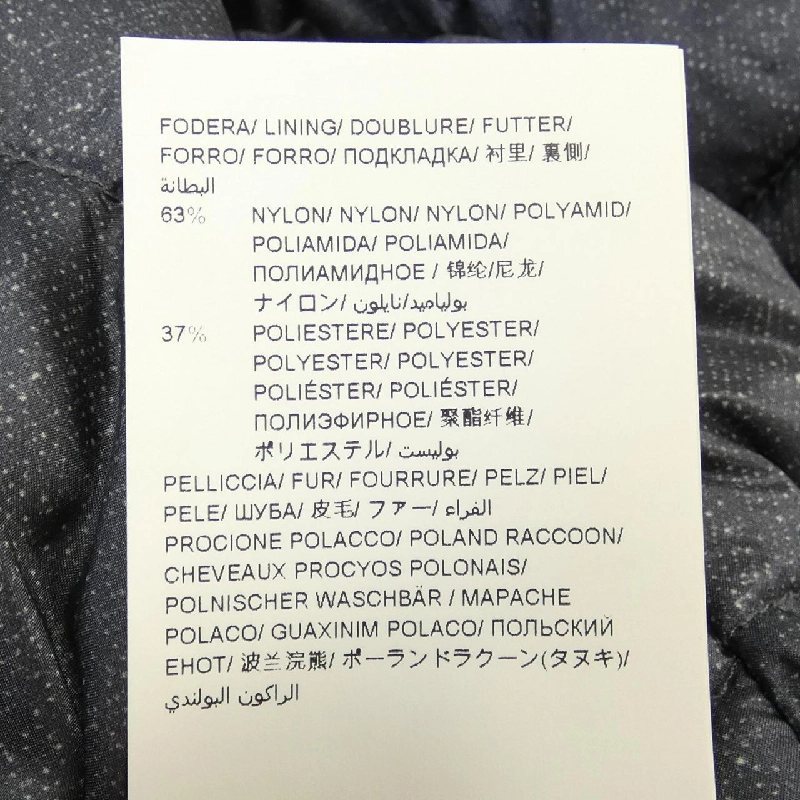 FODERA/ LINING/ DOUBLURE/ FUTTER/
FORRO/ FORRO/ ПОДКЛАДКА/ 衬里/ 裏側/
البطانة
63% NYLON/ NYLON/ NYLON/ POLYAMID/
POLIAMIDA/ POLIAMIDA/
ПОЛИАМИДНОЕ / 锦纶/尼龙/
ナイロン/ بولياميد/نايلون
37% POLIESTERE/ POLYESTER/
POLYESTER/ POLYESTER/
POLIÉSTER/ POLIÉSTER/
ПОЛИЭФИРНОЕ/ 聚酯纤维/
ポリエステル/ بوليست
PELLICCIA/ FUR/ FOURRURE/ PELZ/ PIEL/
PELE/ ШУБА/ 皮毛/ ファー/ الفراء
PROCIONE POLACCO/ POLAND RACCOON/
CHEVEAUX PROCYOS POLONAIS/
POLNISCHER WASCHBÄR / MAPACHE
POLACO/ GUAXINIM POLACO/ ПОЛЬСКИЙ
ЕНОТ/ 波兰浣熊/ ポーランドラクーン(タヌキ)/
الراكون البولندي